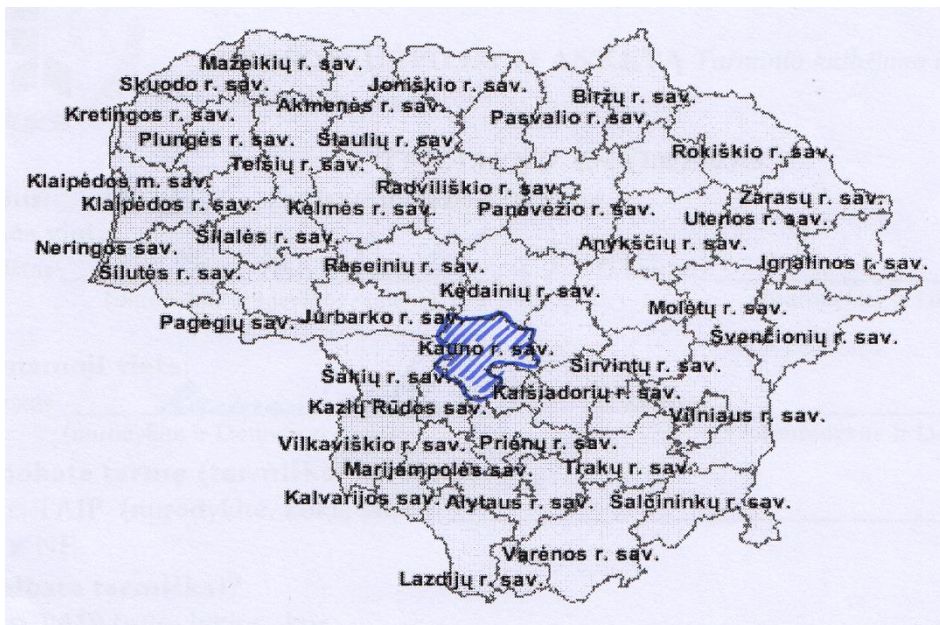 Mažeikių r. sav.
Skuodo r. sav.
Joniškio r. sav.
Akmenės r. sav.
Biržų r. sav.
Kretingos r. sav.
Pasvalio r. sav.
Plungės r. sav.
Šiaulių r. sav.
Rokiškio r. sav.
Telšių r. sav.
Klaipėdos m. sav.
Radviliškio r. sav.
Zarasų r. sav.
Klaipėdos r. sav.
Kelmės r. sav.
Panevėžio r. sav.
Utenos r. sav.
Neringos sav.
Šilalės r. sav.
Anykščių r. sav.
Šilutės r. sav.
Raseinių r. sav.
Ignalinos r. sav.
Kėdainių r. sav.
Pagėgių sav.
Jurbarko r. sav.
Molėtų r. sav.
Švenčionių r. sav.
Kauno r. sav.
Širvintų r. sav.
Šakių r. sav.
Kaišiadorių r. sav.
Kazlų Rūdos sav.
Vilniaus r. sav.
Vilkaviškio r. sav.
Prienų r. sav.
Marijampolės sav.
Trakų r. sav.
Kalvarijos sav.
Alytaus r. sav.
Šalčininkų r. sav.
Varėnos r. sav.
Lazdijų r. sav.